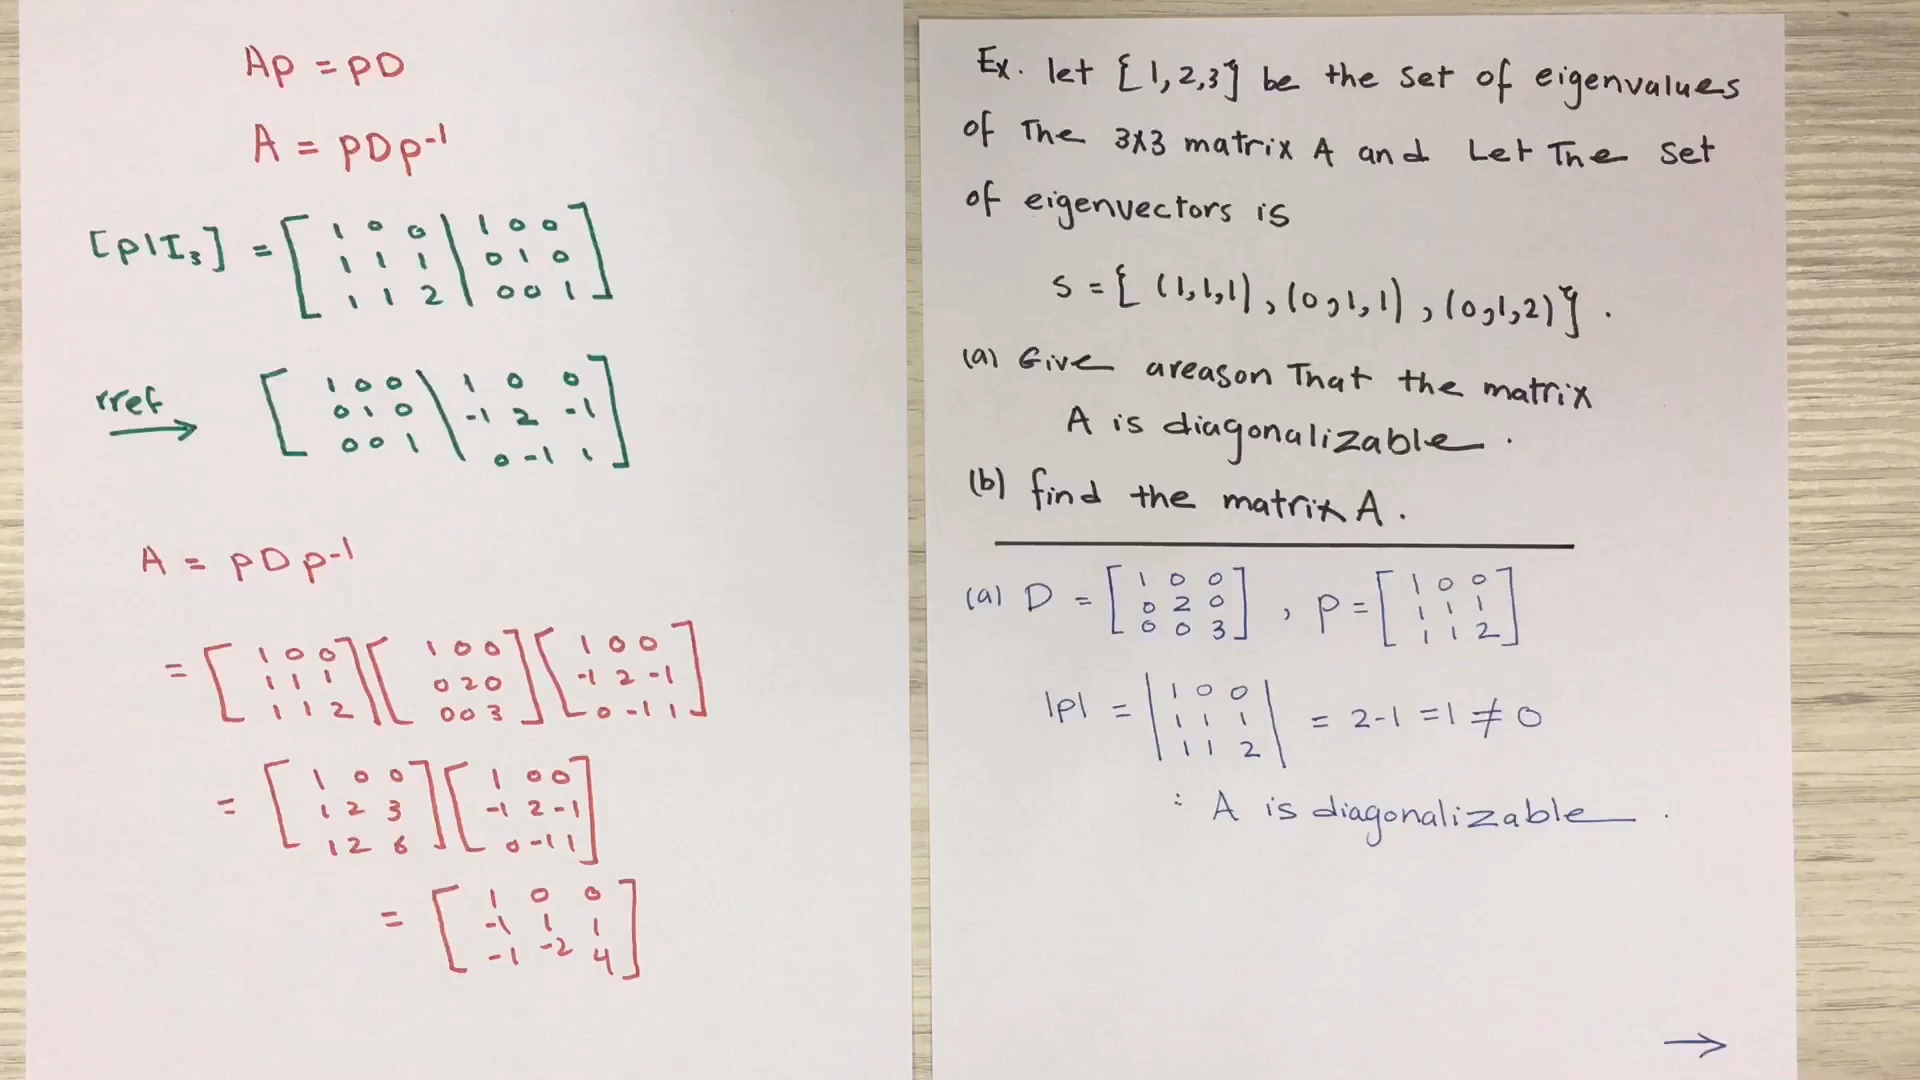 Ap = pD
A = pDp⁻¹
[p|I₃] = [1 0 0 | 1 0 0
1 1 1 | 0 1 0
1 1 2 | 0 0 1]
rref → [1 0 0 | 1 0 0
0 1 0 | -1 2 -1
0 0 1 | 0 -1 1]
A = pDp⁻¹
= [1 0 0] [1 0 0] [1 0 0]
[1 1 1] [0 2 0] [-1 2 -1]
[1 1 2] [0 0 3] [0 -1 1]
= [1 0 0] [1 0 0]
[1 2 3] [-1 2 -1]
[1 2 6] [0 -1 1]
= [1 0 0
-1 1 1
-1 -2 4]
Ex. let {1,2,3} be the set of eigenvalues
of The 3x3 matrix A and Let The set
of eigenvectors is
s = { (1,1,1), (0,1,1), (0,1,2)}.
(a) Give areason That the matrix
A is diagonalizable.
(b) find the matrix A.
(a) D = [1 0 0] , p = [1 0 0]
[0 2 0] [1 1 1]
[0 0 3] [1 1 2]
|p| = |1 0 0| = 2-1 = 1 ≠ 0
|1 1 1|
|1 1 2|
: A is diagonalizable.
→